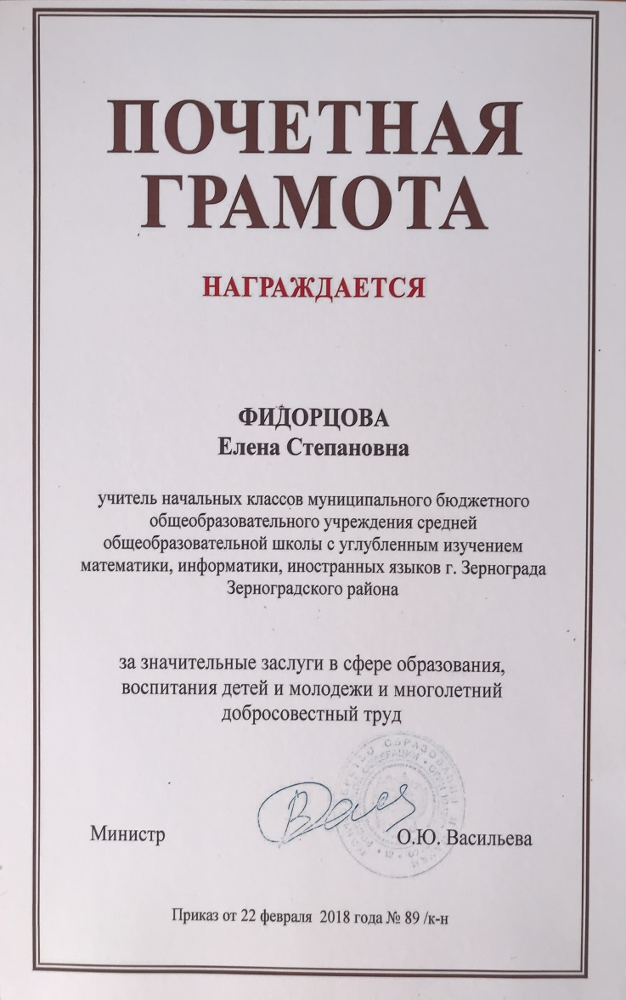 ПОЧЕТНАЯ
ГРАМОТА
НАГРАЖДАЕТСЯ
ФИДОРЦОВА
Елена Степановна
учитель начальных классов муниципального бюджетного
общеобразовательного учреждения средней
общеобразовательной школы с углубленным изучением
математики, информатики, иностранных языков г. Зернограда
Зерноградского района
за значительные заслуги в сфере образования,
воспитания детей и молодежи и многолетний
добросовестный труд
Министр
О.Ю. Васильева
Приказ от 22 февраля 2018 года № 89 /к-н